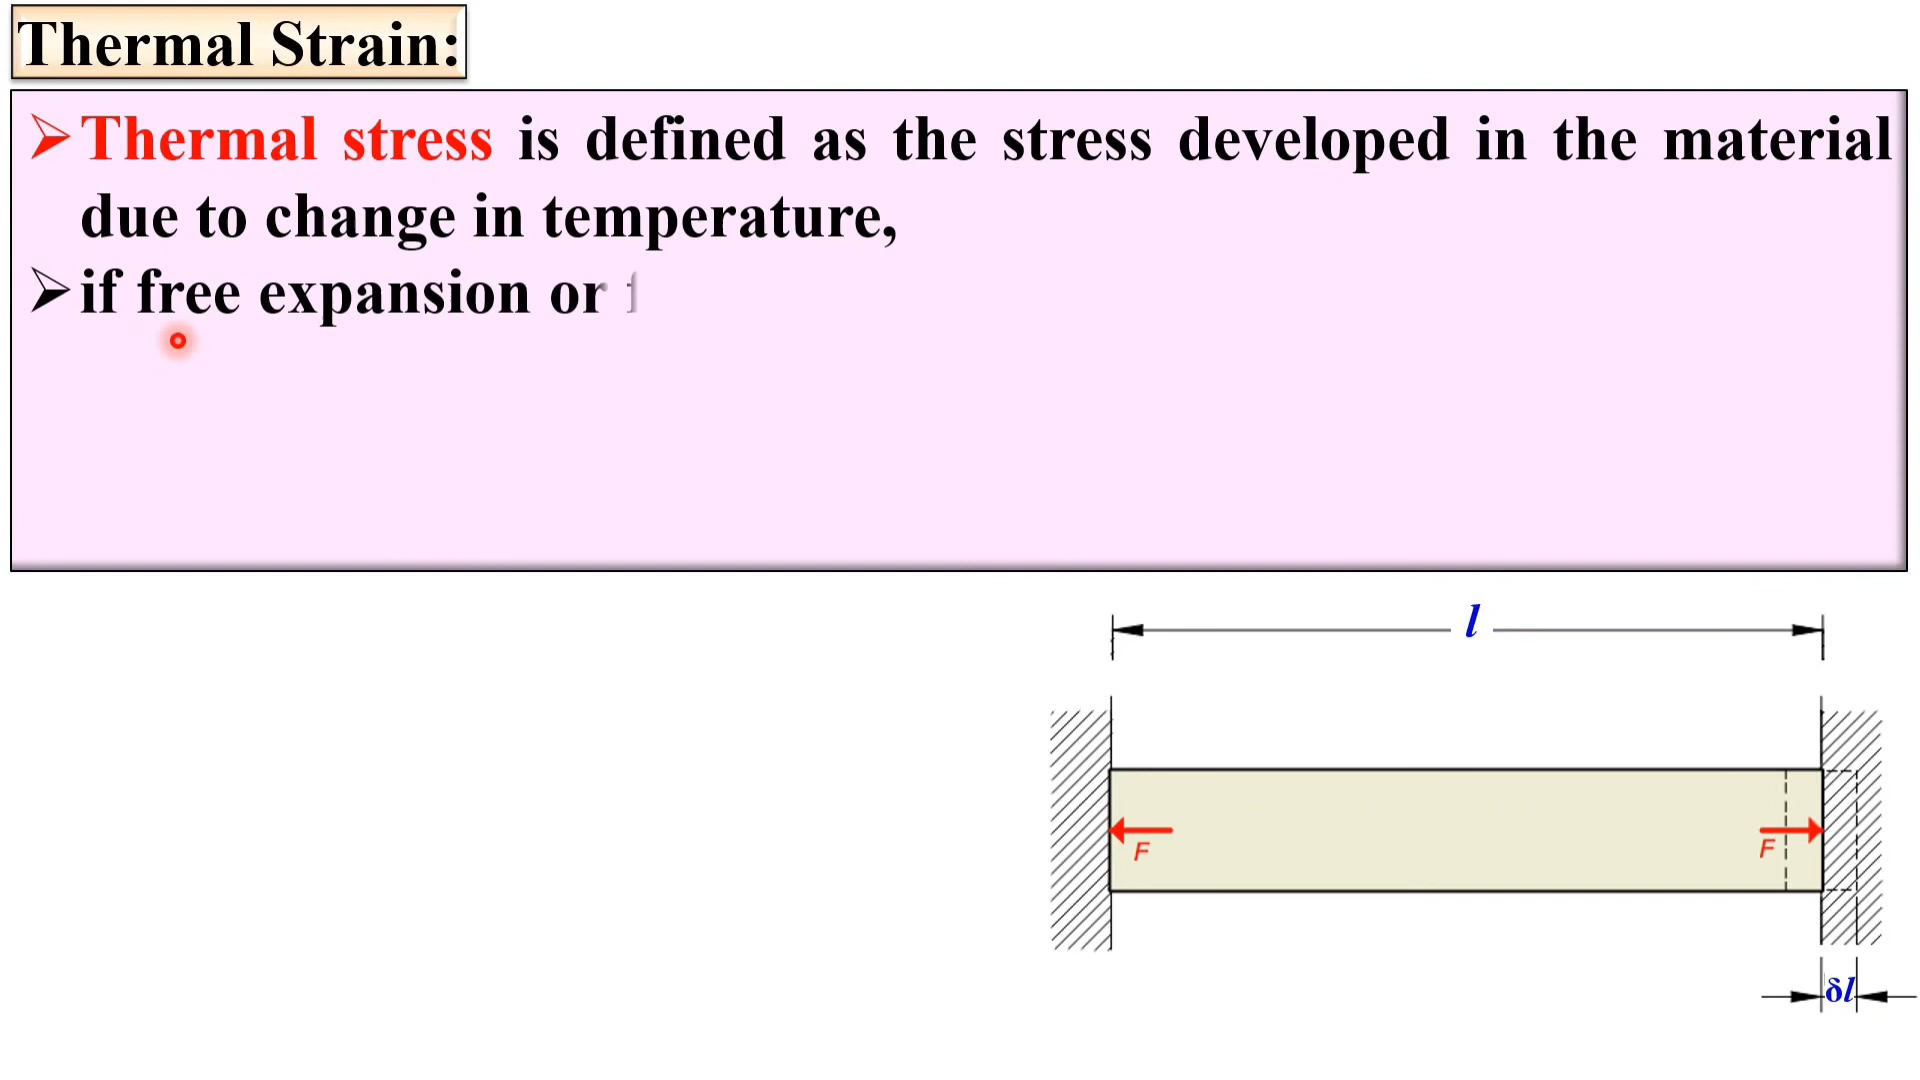 Thermal Strain:
➢Thermal stress is defined as the stress developed in the material
due to change in temperature,
➢if free expansion or
l
F
F
δl